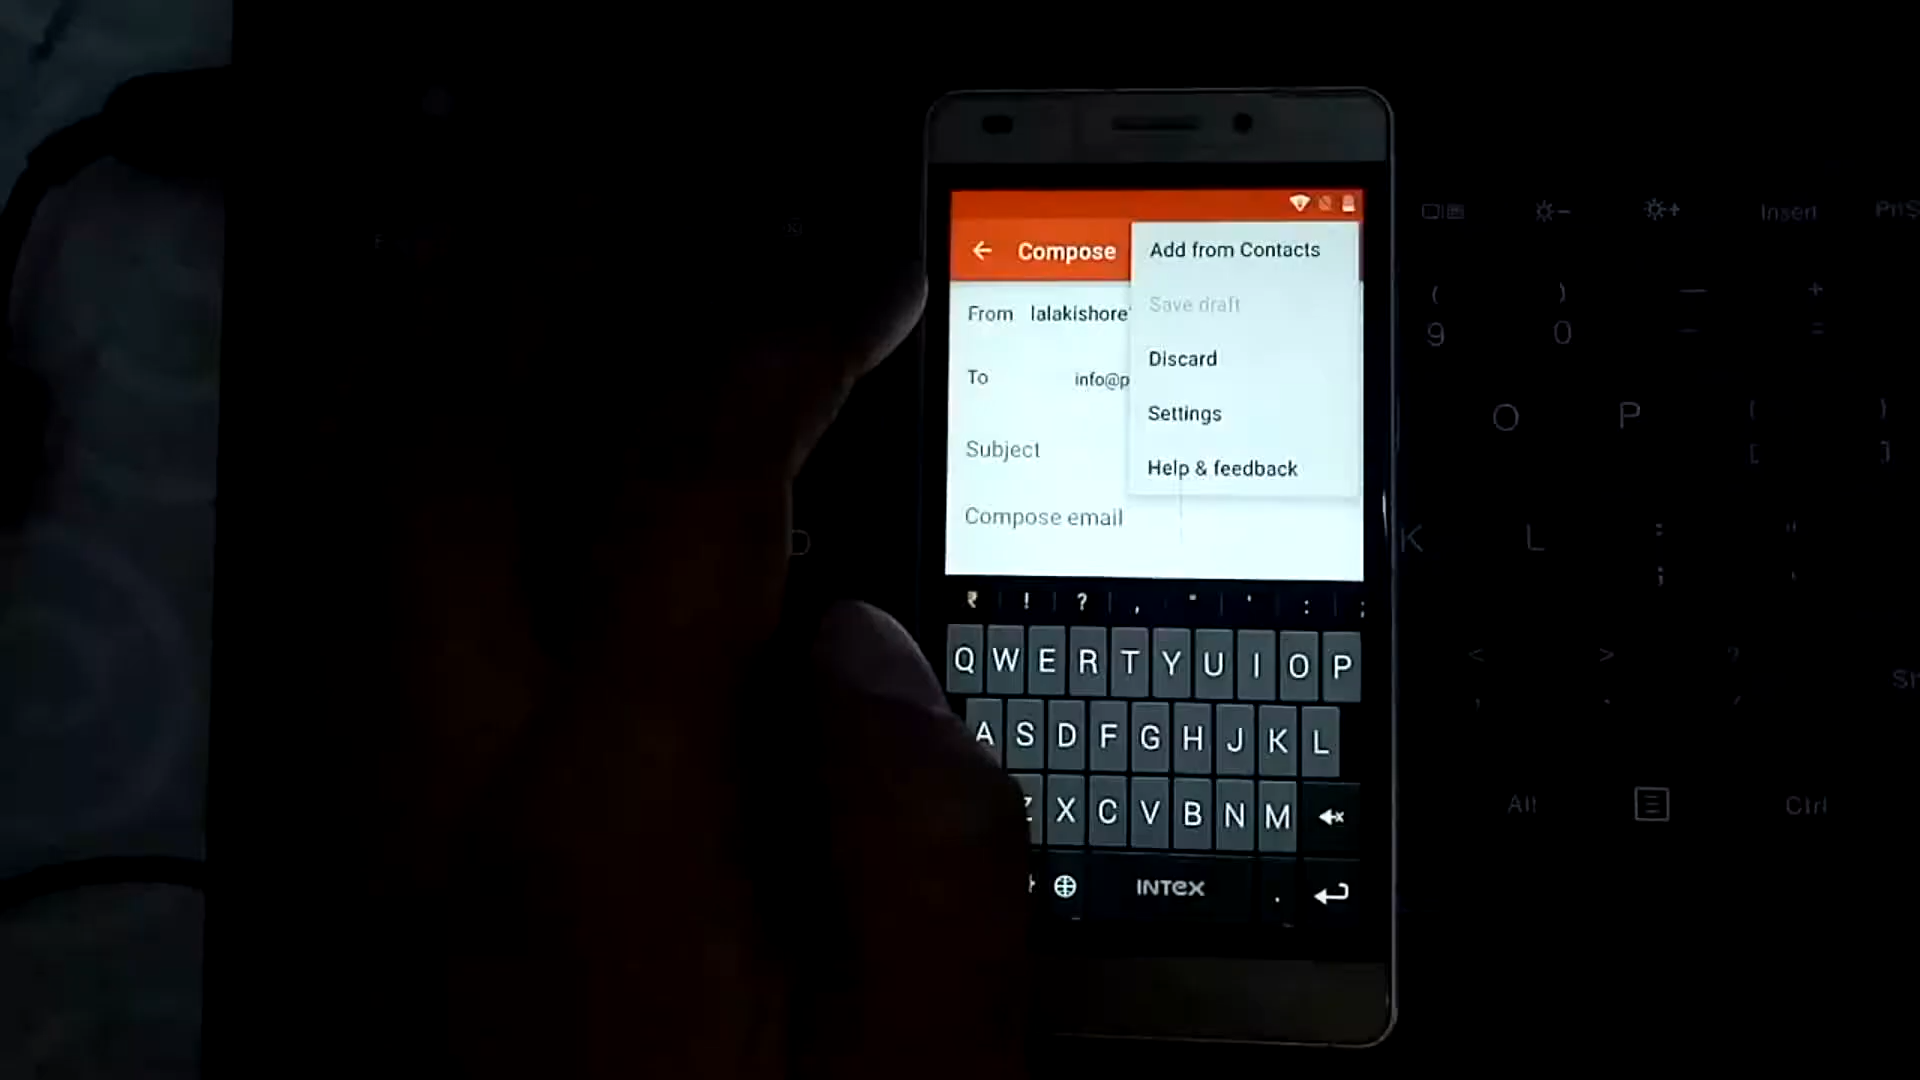 Compose
Add from Contacts
Save draft
Discard
Settings
Help & feedback
From lalakishore
To info@p
Subject
Compose email
₹ ! ? , " ' : ;
Q W E R T Y U I O P
A S D F G H J K L
Z X C V B N M
INTEX .
Insert
( ) — +
9 0 - =
O P
[ ]
D K L : "
; '
< > ?
Alt Ctrl